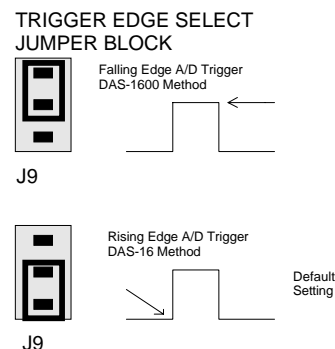 TRIGGER EDGE SELECT
JUMPER BLOCK
Falling Edge A/D Trigger
DAS-1600 Method
J9
Rising Edge A/D Trigger
DAS-16 Method
Default
Setting
J9